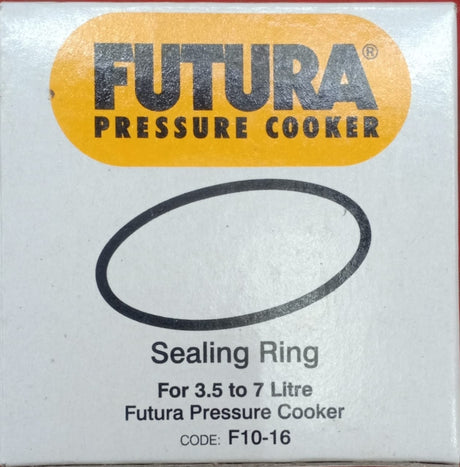 FUTURA®
PRESSURE COOKER
Sealing Ring
For 3.5 to 7 Litre
Futura Pressure Cooker
CODE: F10-16